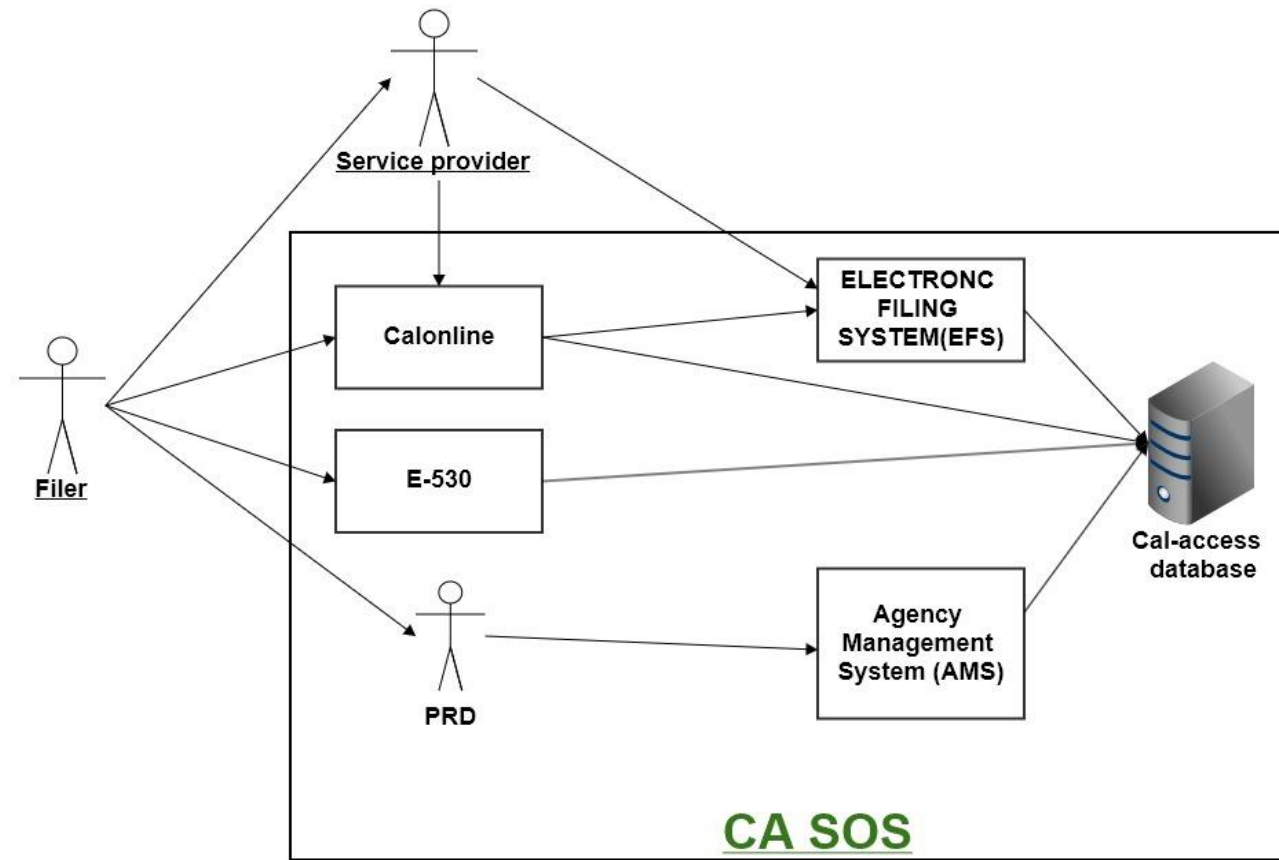 Service provider
Calonline
ELECTRONC
FILING
SYSTEM(EFS)
Filer
E-530
Cal-access
database
Agency
Management
System (AMS)
PRD
CA SOS